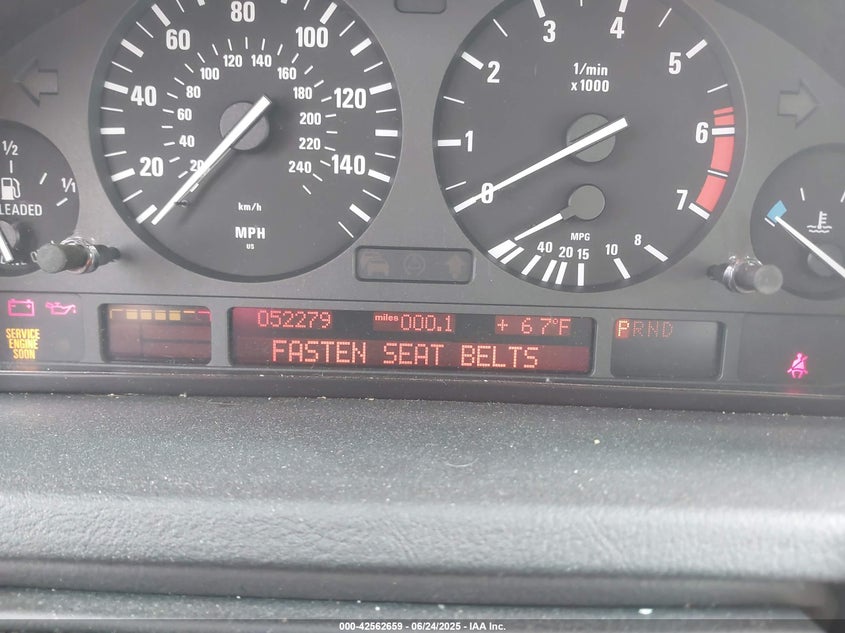 80
60
100
120 140
100
160
80
180
40
120
60
200
40
220
20
140
20
240
km/h
MPH
US
4
3
5
1/min
x 1000
2
1
6
0
7
MPG
40 20 15 10 8
1/2
1/1
LEADED
052279 miles 000.1 + 67°F
FASTEN SEAT BELTS
PRND
SERVICE
ENGINE
SOON
000-42562659 - 06/24/2025 - IAA Inc.